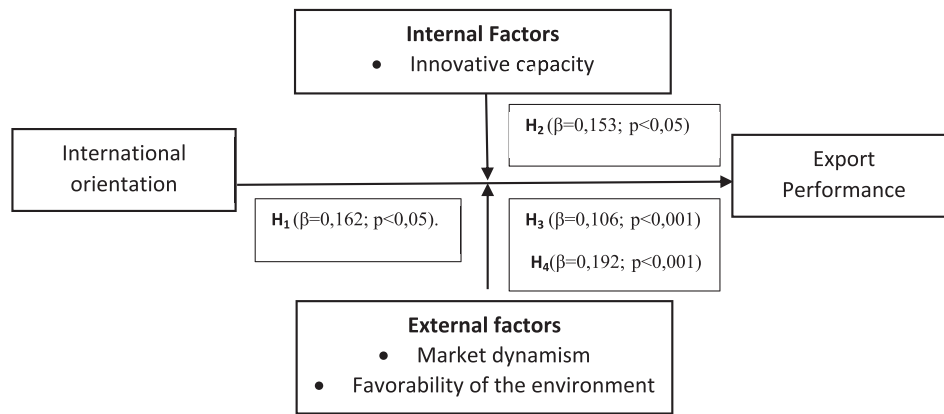 Internal Factors
• Innovative capacity
H₂ (β=0,153; p<0,05)
International
orientation
Export
Performance
H₁ (β=0,162; p<0,05).
H₃ (β=0,106; p<0,001)
H₄(β=0,192; p<0,001)
External factors
• Market dynamism
• Favorability of the environment